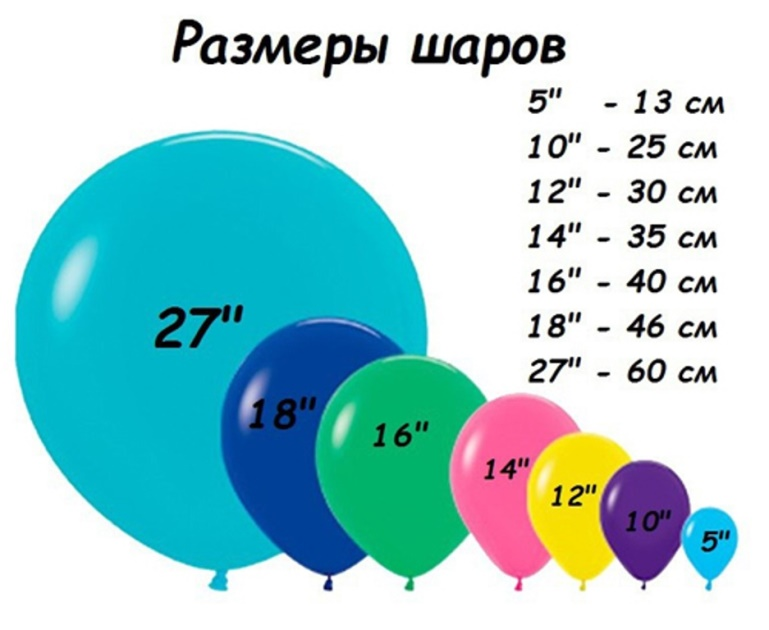 Размеры шаров
5" - 13 см
10" - 25 см
12" - 30 см
14" - 35 см
16" - 40 см
18" - 46 см
27" - 60 см
27"
18"
16"
14"
12"
10"
5"